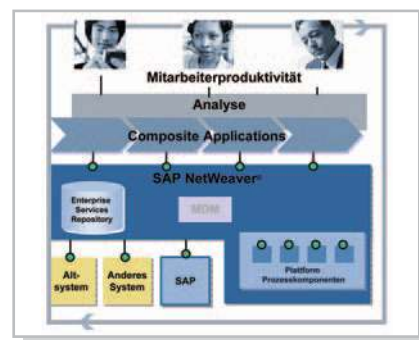 Mitarbeiterproduktivität
Analyse
Composite Applications
SAP NetWeaver®
Enterprise
Services
Repository
MDM
Alt-
system
Anderes
System
SAP
Plattform
Prozesskomponenten